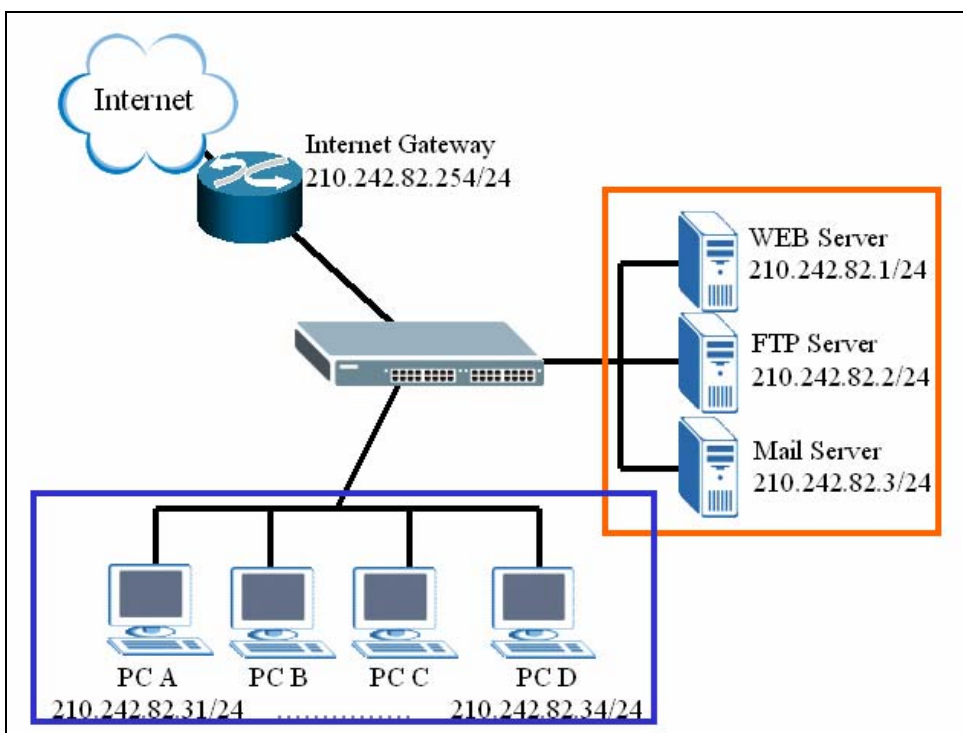 Internet
Internet Gateway
210.242.82.254/24
WEB Server
210.242.82.1/24
FTP Server
210.242.82.2/24
Mail Server
210.242.82.3/24
PC A PC B PC C PC D
210.242.82.31/24 ................ 210.242.82.34/24